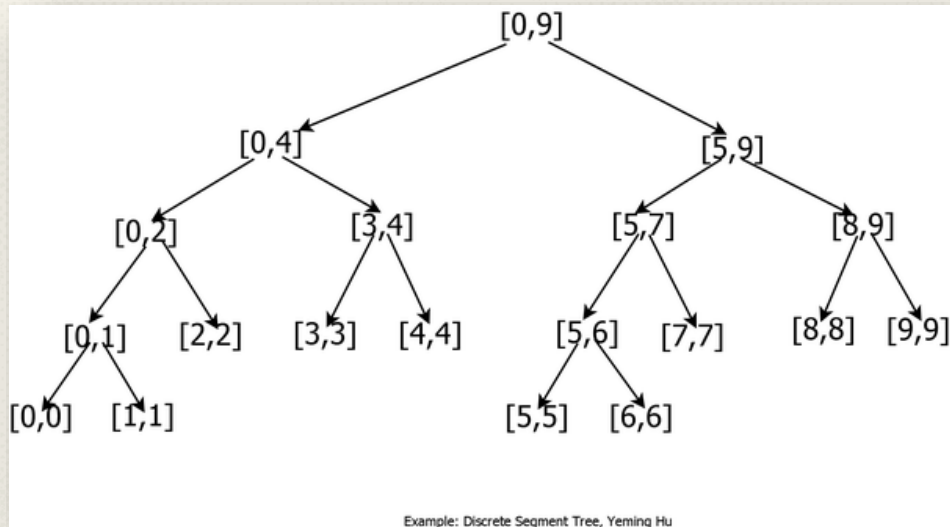 [0,9]
[0,4] [5,9]
[0,2] [3,4] [5,7] [8,9]
[0,1] [2,2] [3,3] [4,4] [5,6] [7,7] [8,8] [9,9]
[0,0] [1,1] [5,5] [6,6]
Example: Discrete Segment Tree, Yeming Hu